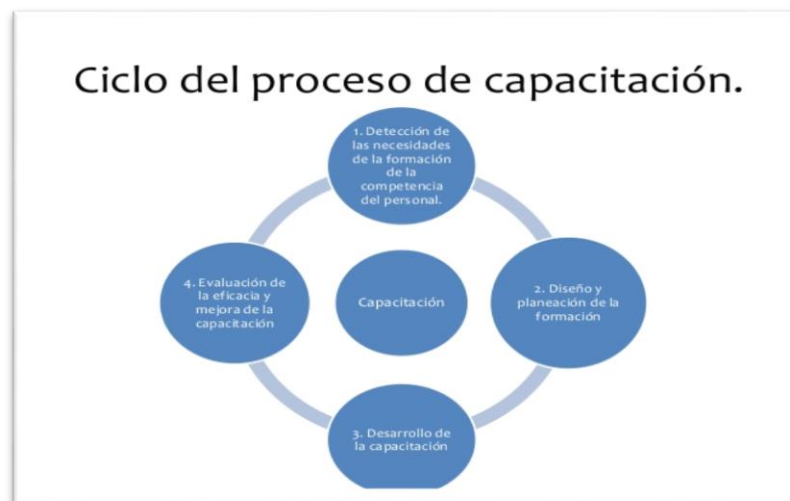 Ciclo del proceso de capacitación.
1. Detección de
las necesidades
de la formación
de la
competencia
del personal.
4. Evaluación de
la eficacia y
mejora de la
capacitación
Capacitación
2. Diseño y
planeación de la
formación
3. Desarrollo de
la capacitación